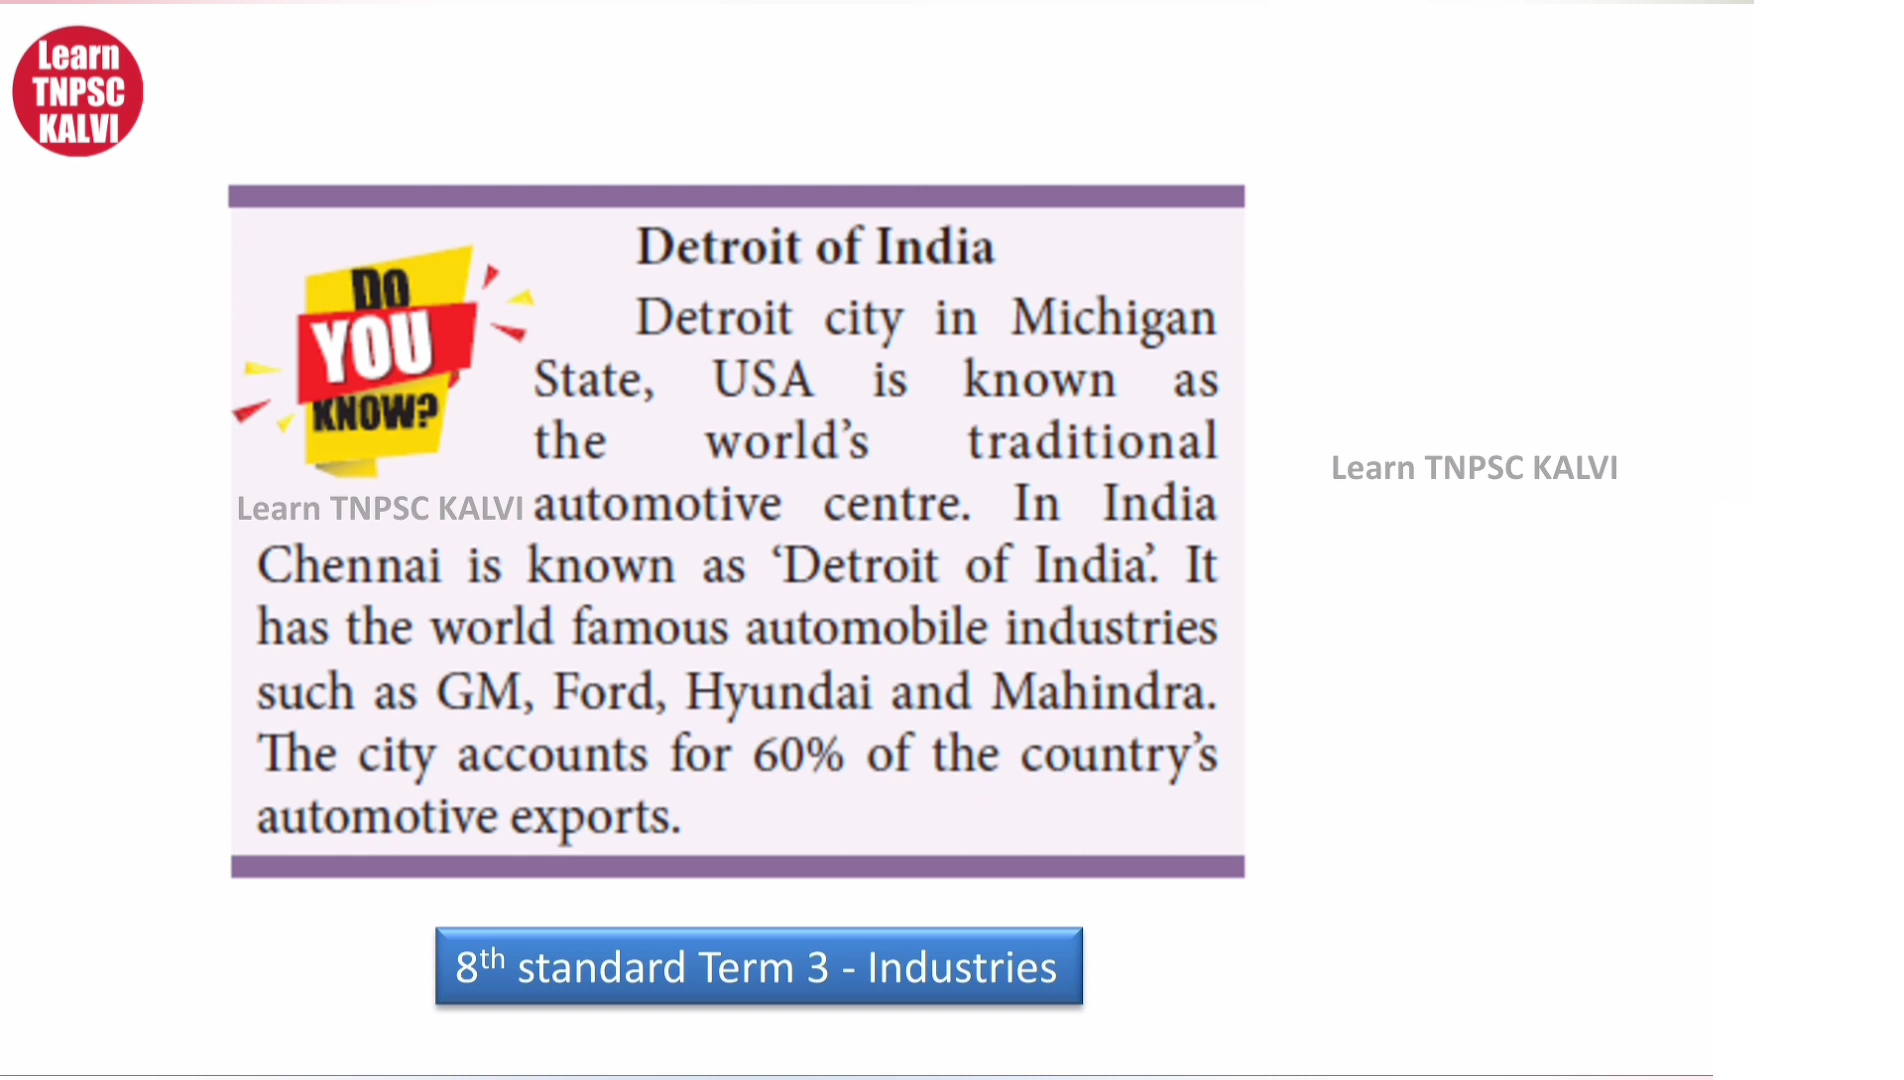 Learn
TNPSC
KALVI
DO
YOU
KNOW?
Detroit of India
Detroit city in Michigan
State, USA is known as
the world’s traditional
automotive centre. In India
Chennai is known as ‘Detroit of India’. It
has the world famous automobile industries
such as GM, Ford, Hyundai and Mahindra.
The city accounts for 60% of the country’s
automotive exports.
Learn TNPSC KALVI
Learn TNPSC KALVI
8th standard Term 3 - Industries